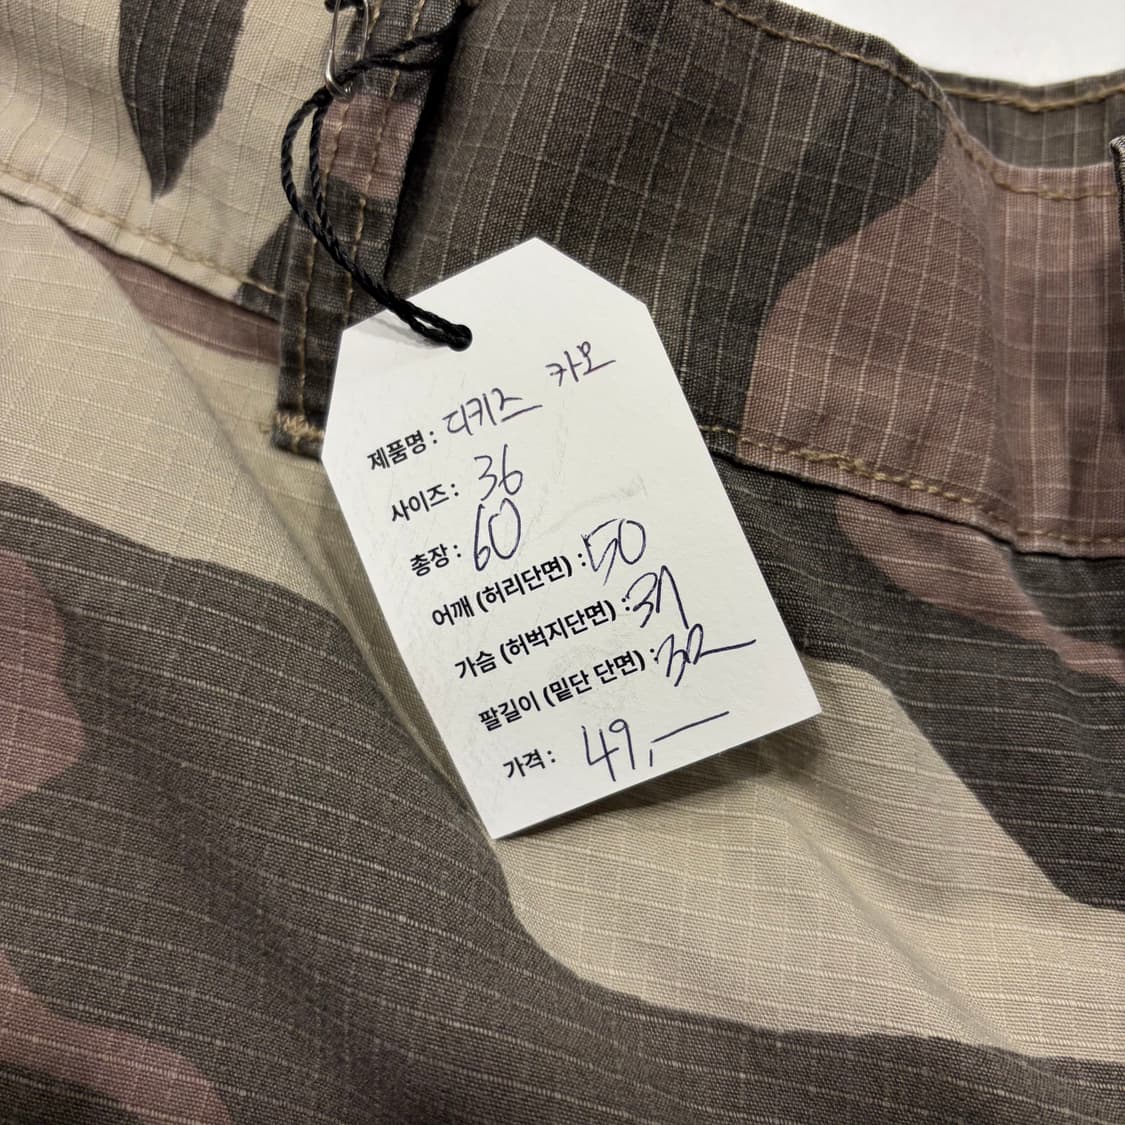 제품명 : 디키즈 카모
사이즈 : 36
총장 : 60
어깨 (허리단면) : 50
가슴 (허벅지단면) : 37
팔길이 (밑단 단면) : 32
가격 : 49,—